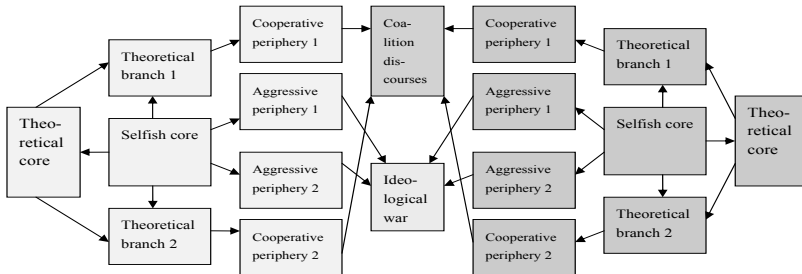 Cooperative
periphery 1
Co-
alition
dis-
courses
Cooperative
periphery 1
Theoretical
branch 1
Theoretical
branch 1
Aggressive
periphery 1
Aggressive
periphery 1
Theo-
retical
core
Selfish core
Selfish core
Theo-
retical
core
Aggressive
periphery 2
Ideo-
logical
war
Aggressive
periphery 2
Theoretical
branch 2
Theoretical
branch 2
Cooperative
periphery 2
Cooperative
periphery 2